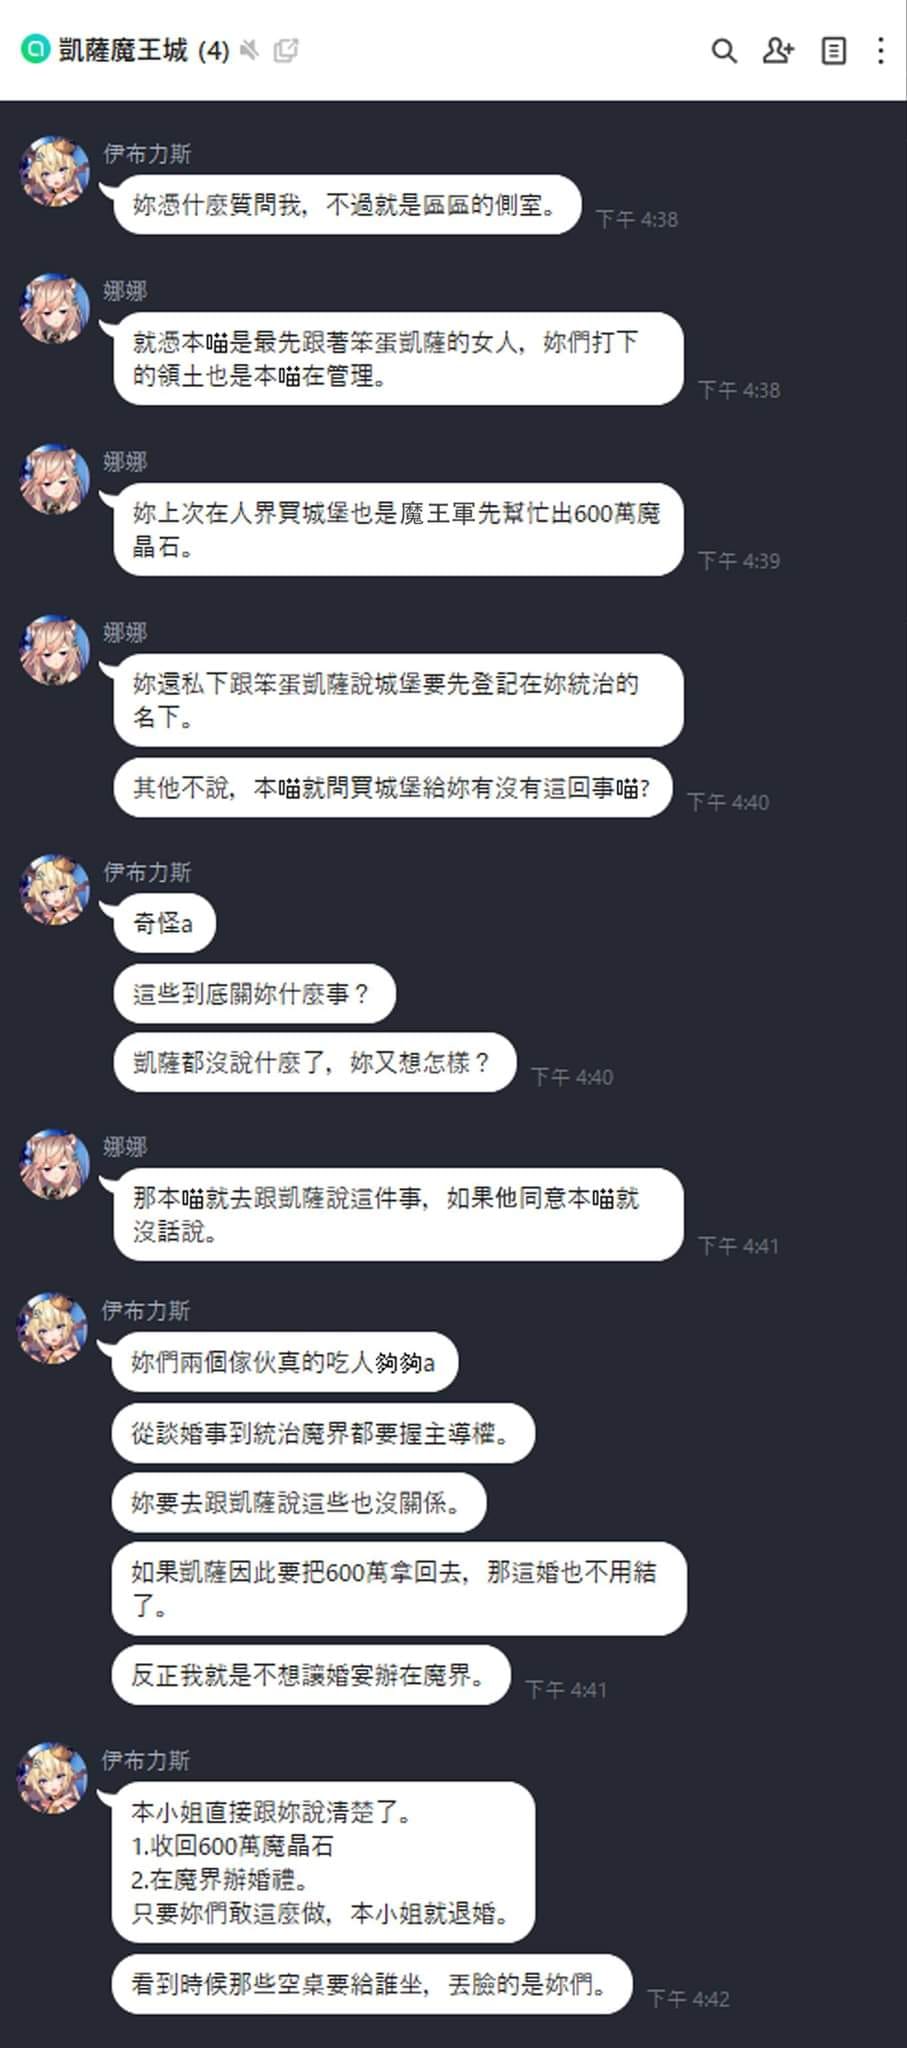 凱薩魔王城 (4)
伊布力斯
妳憑什麼質問我，不過就是區區的側室。
下午 4:38
娜娜
就憑本喵是最先跟著笨蛋凱薩的女人，妳們打下
的領土也是本喵在管理。
下午 4:38
娜娜
妳上次在人界買城堡也是魔王軍先幫忙出600萬魔
晶石。
下午 4:39
娜娜
妳還私下跟笨蛋凱薩說城堡要先登記在妳統治的
名下。
其他不說，本喵就問買城堡給妳有沒有這回事喵?
下午 4:40
伊布力斯
奇怪a
這些到底關妳什麼事？
凱薩都沒說什麼了，妳又想怎樣？
下午 4:40
娜娜
那本喵就去跟凱薩說這件事，如果他同意本喵就
沒話說。
下午 4:41
伊布力斯
妳們兩個傢伙真的吃人夠夠a
從談婚事到統治魔界都要握主導權。
妳要去跟凱薩說這些也沒關係。
如果凱薩因此要把600萬拿回去，那這婚也不用結
了。
反正我就是不想讓婚宴辦在魔界。
下午 4:41
伊布力斯
本小姐直接跟妳說清楚了。
1.收回600萬魔晶石
2.在魔界辦婚禮。
只要妳們敢這麼做，本小姐就退婚。
看到時候那些空桌要給誰坐，丟臉的是妳們。
下午 4:42